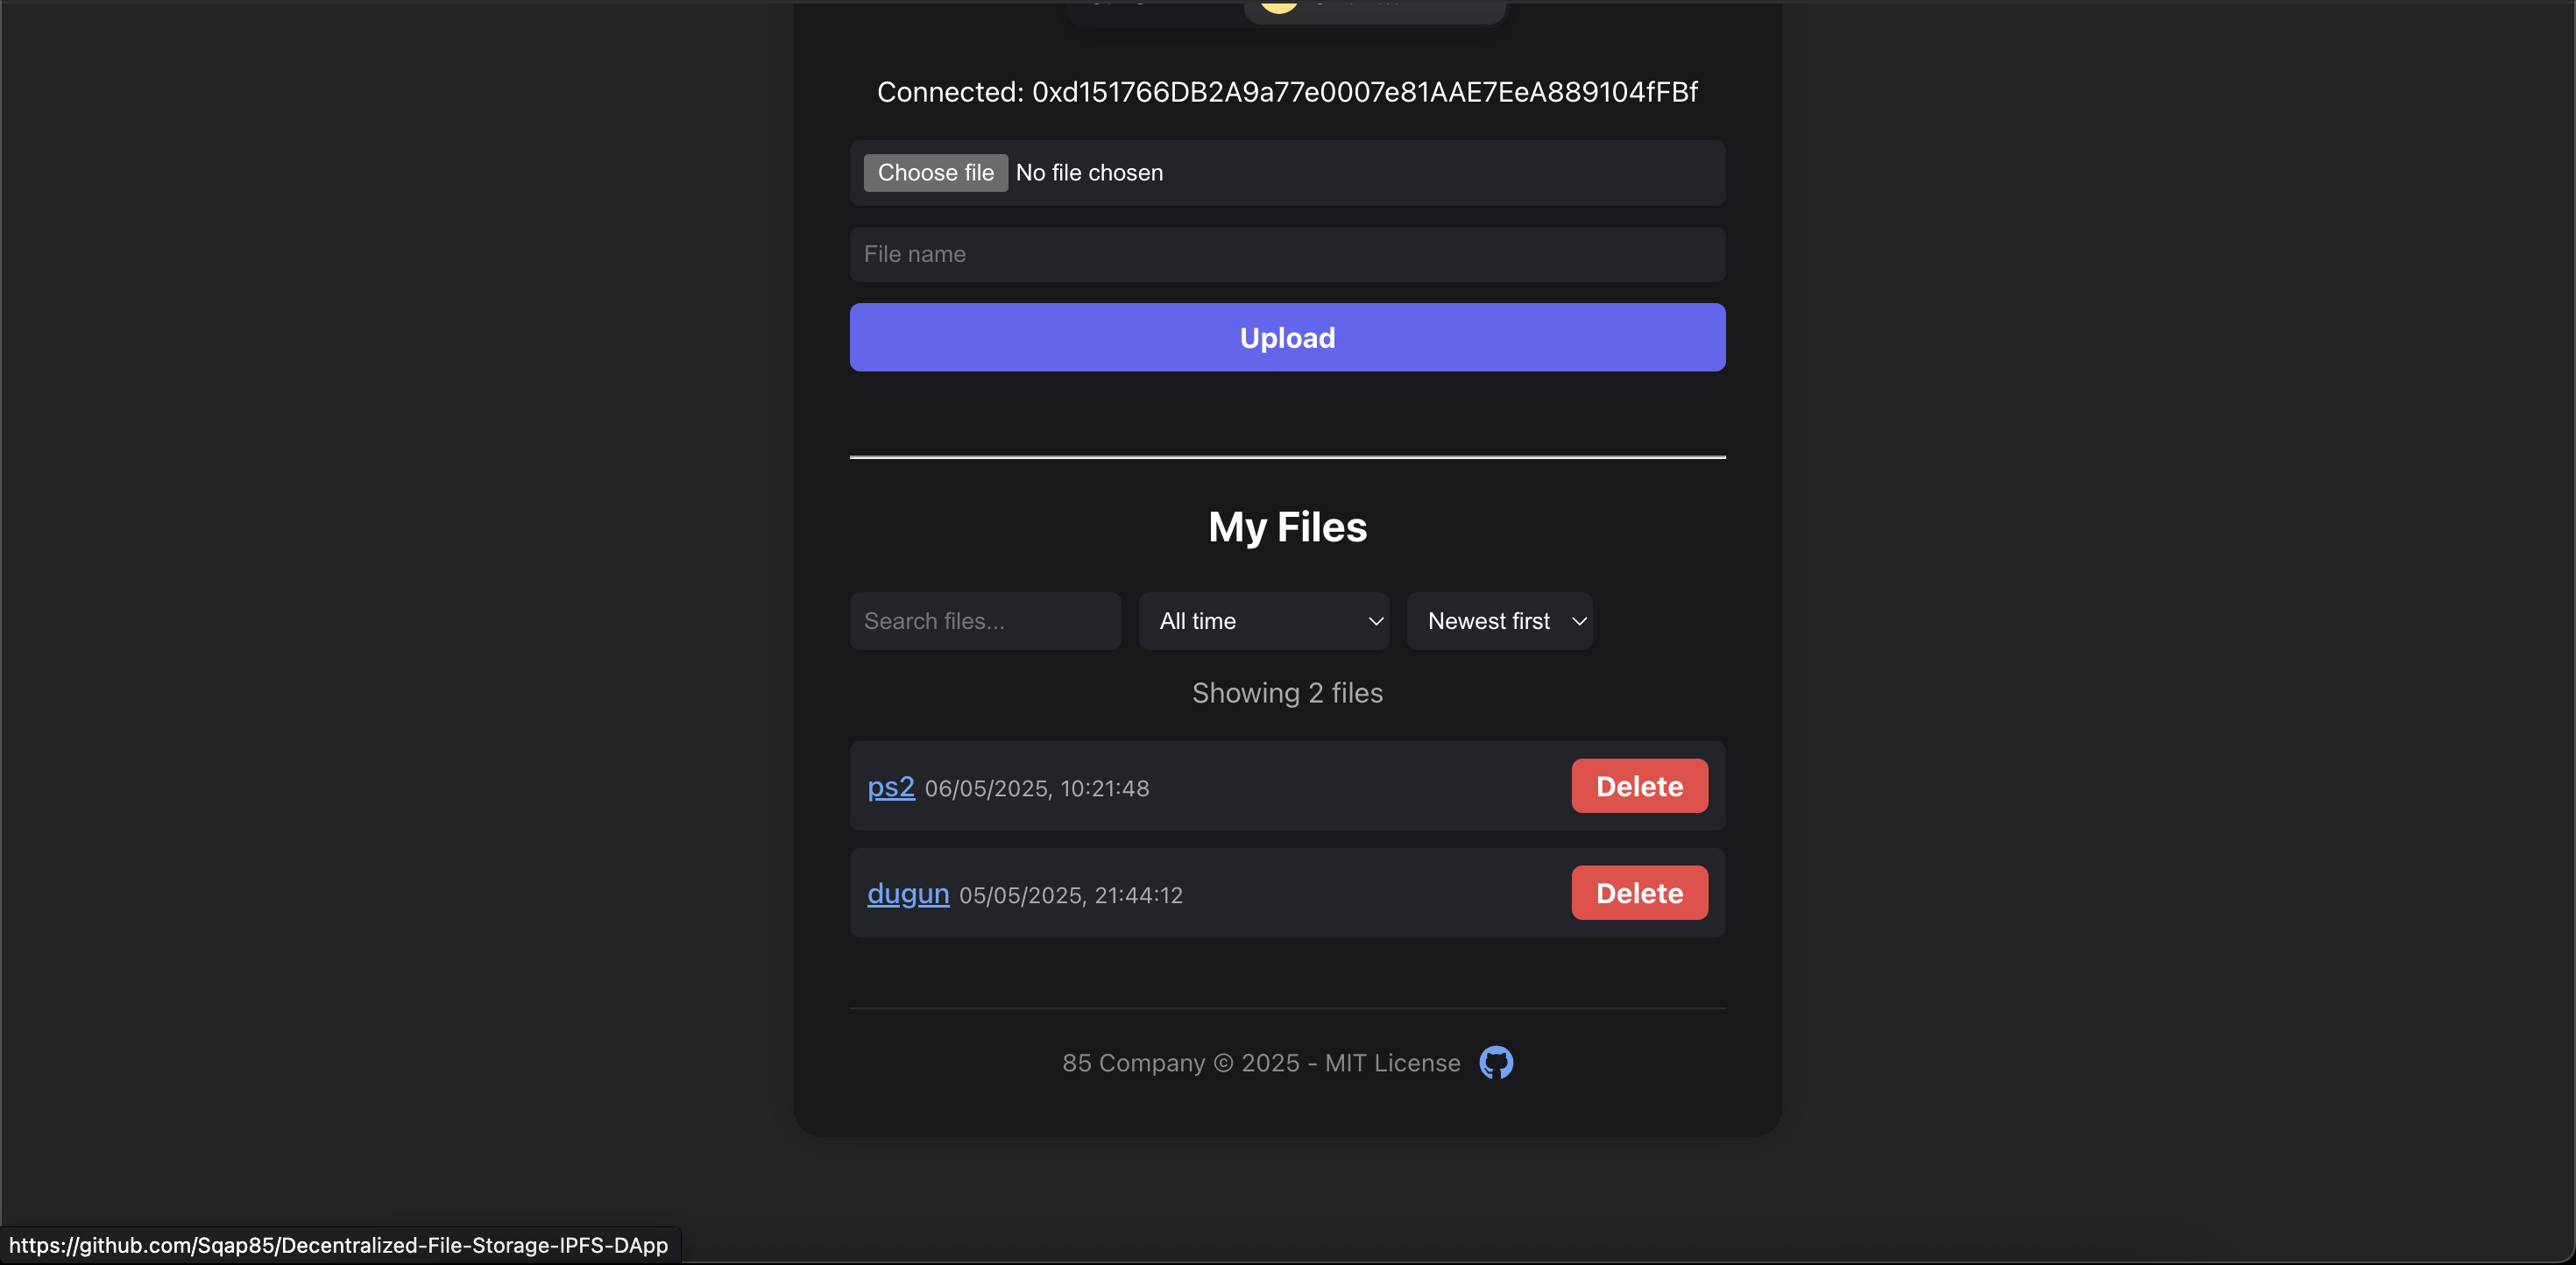 Connected: 0xd151766DB2A9a77e0007e81AAE7EeA889104fFBf
Choose file No file chosen
File name
Upload
My Files
Search files...
All time
Newest first
Showing 2 files
ps2 06/05/2025, 10:21:48
Delete
dugun 05/05/2025, 21:44:12
Delete
85 Company © 2025 - MIT License
https://github.com/Sqap85/Decentralized-File-Storage-IPFS-DApp